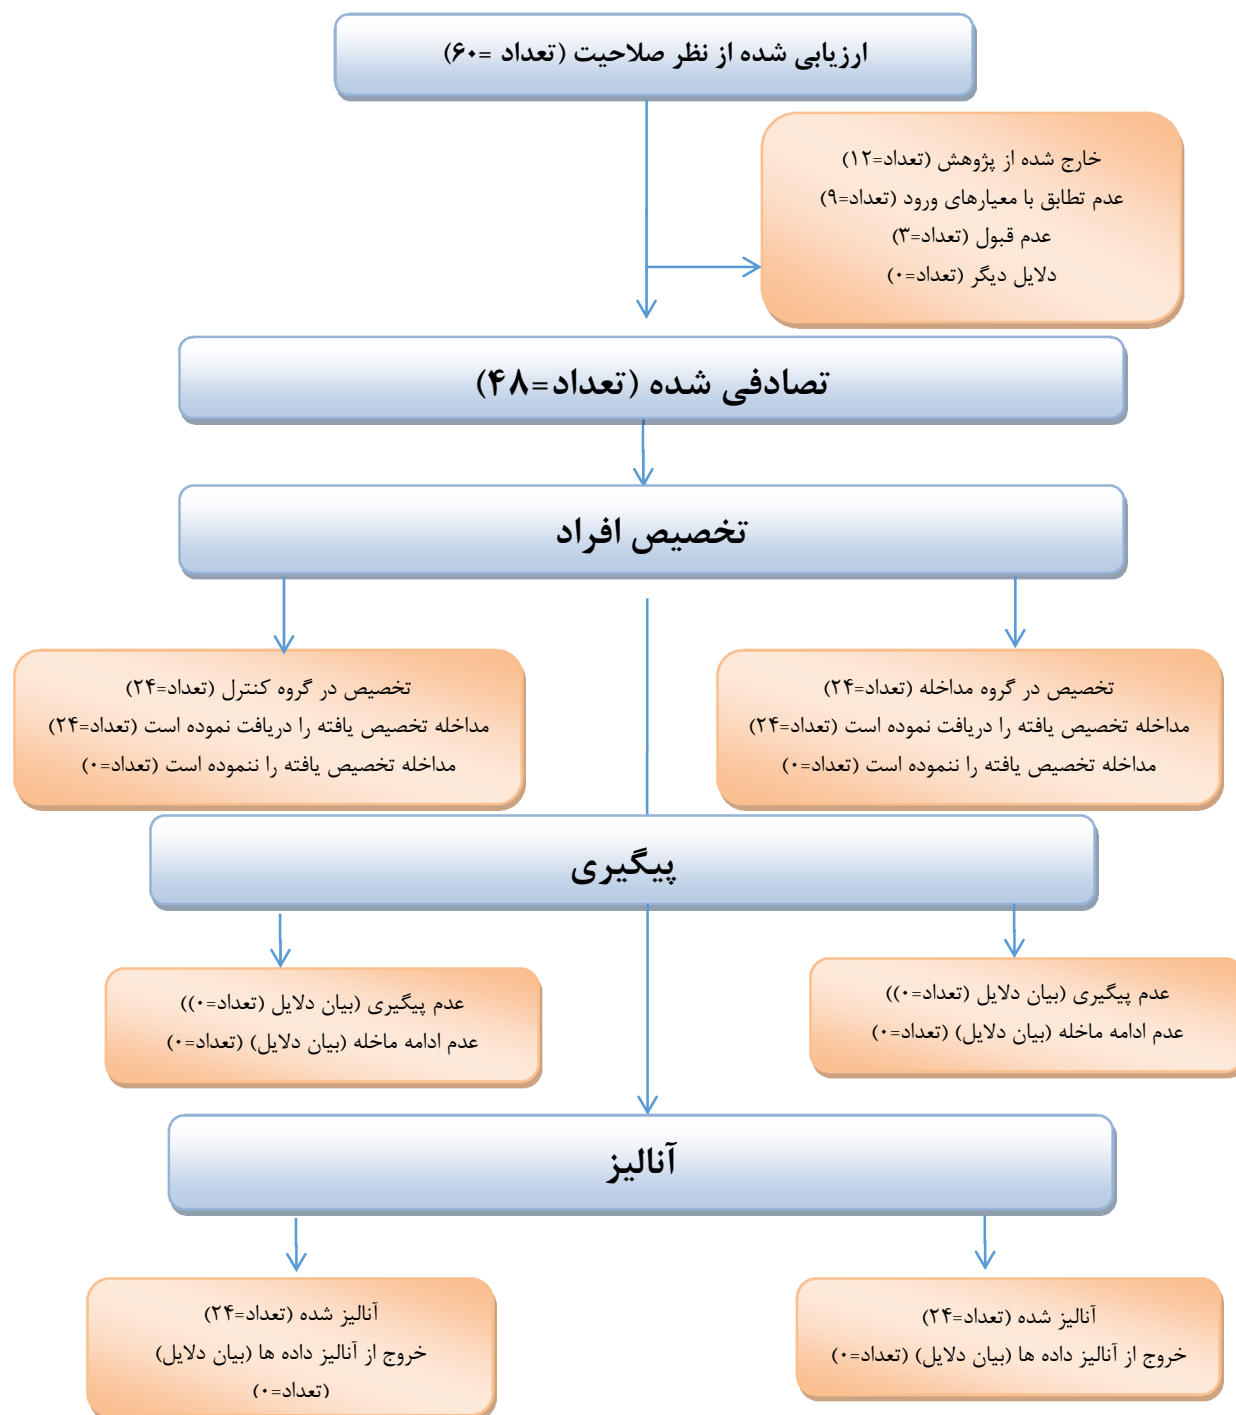 ارزیابی شده از نظر صلاحیت (تعداد =۶۰)
خارج شده از پژوهش (تعداد=۱۲)
عدم تطابق با معیارهای ورود (تعداد=۹)
عدم قبول (تعداد=۳)
دلایل دیگر (تعداد=۰)
تصادفی شده (تعداد=۴۸)
تخصیص افراد
تخصیص در گروه مداخله (تعداد=۲۴)
مداخله تخصیص یافته را دریافت نموده است (تعداد=۲۴)
مداخله تخصیص یافته را ننموده است (تعداد=۰)
تخصیص در گروه کنترل (تعداد=۲۴)
مداخله تخصیص یافته را دریافت نموده است (تعداد=۲۴)
مداخله تخصیص یافته را ننموده است (تعداد=۰)
پیگیری
عدم پیگیری (بیان دلایل (تعداد=۰))
عدم ادامه ماخله (بیان دلایل) (تعداد=۰)
عدم پیگیری (بیان دلایل (تعداد=۰))
عدم ادامه ماخله (بیان دلایل) (تعداد=۰)
آنالیز
آنالیز شده (تعداد=۲۴)
خروج از آنالیز داده ها (بیان دلایل) (تعداد=۰)
آنالیز شده (تعداد=۲۴)
خروج از آنالیز داده ها (بیان دلایل)
(تعداد=۰)